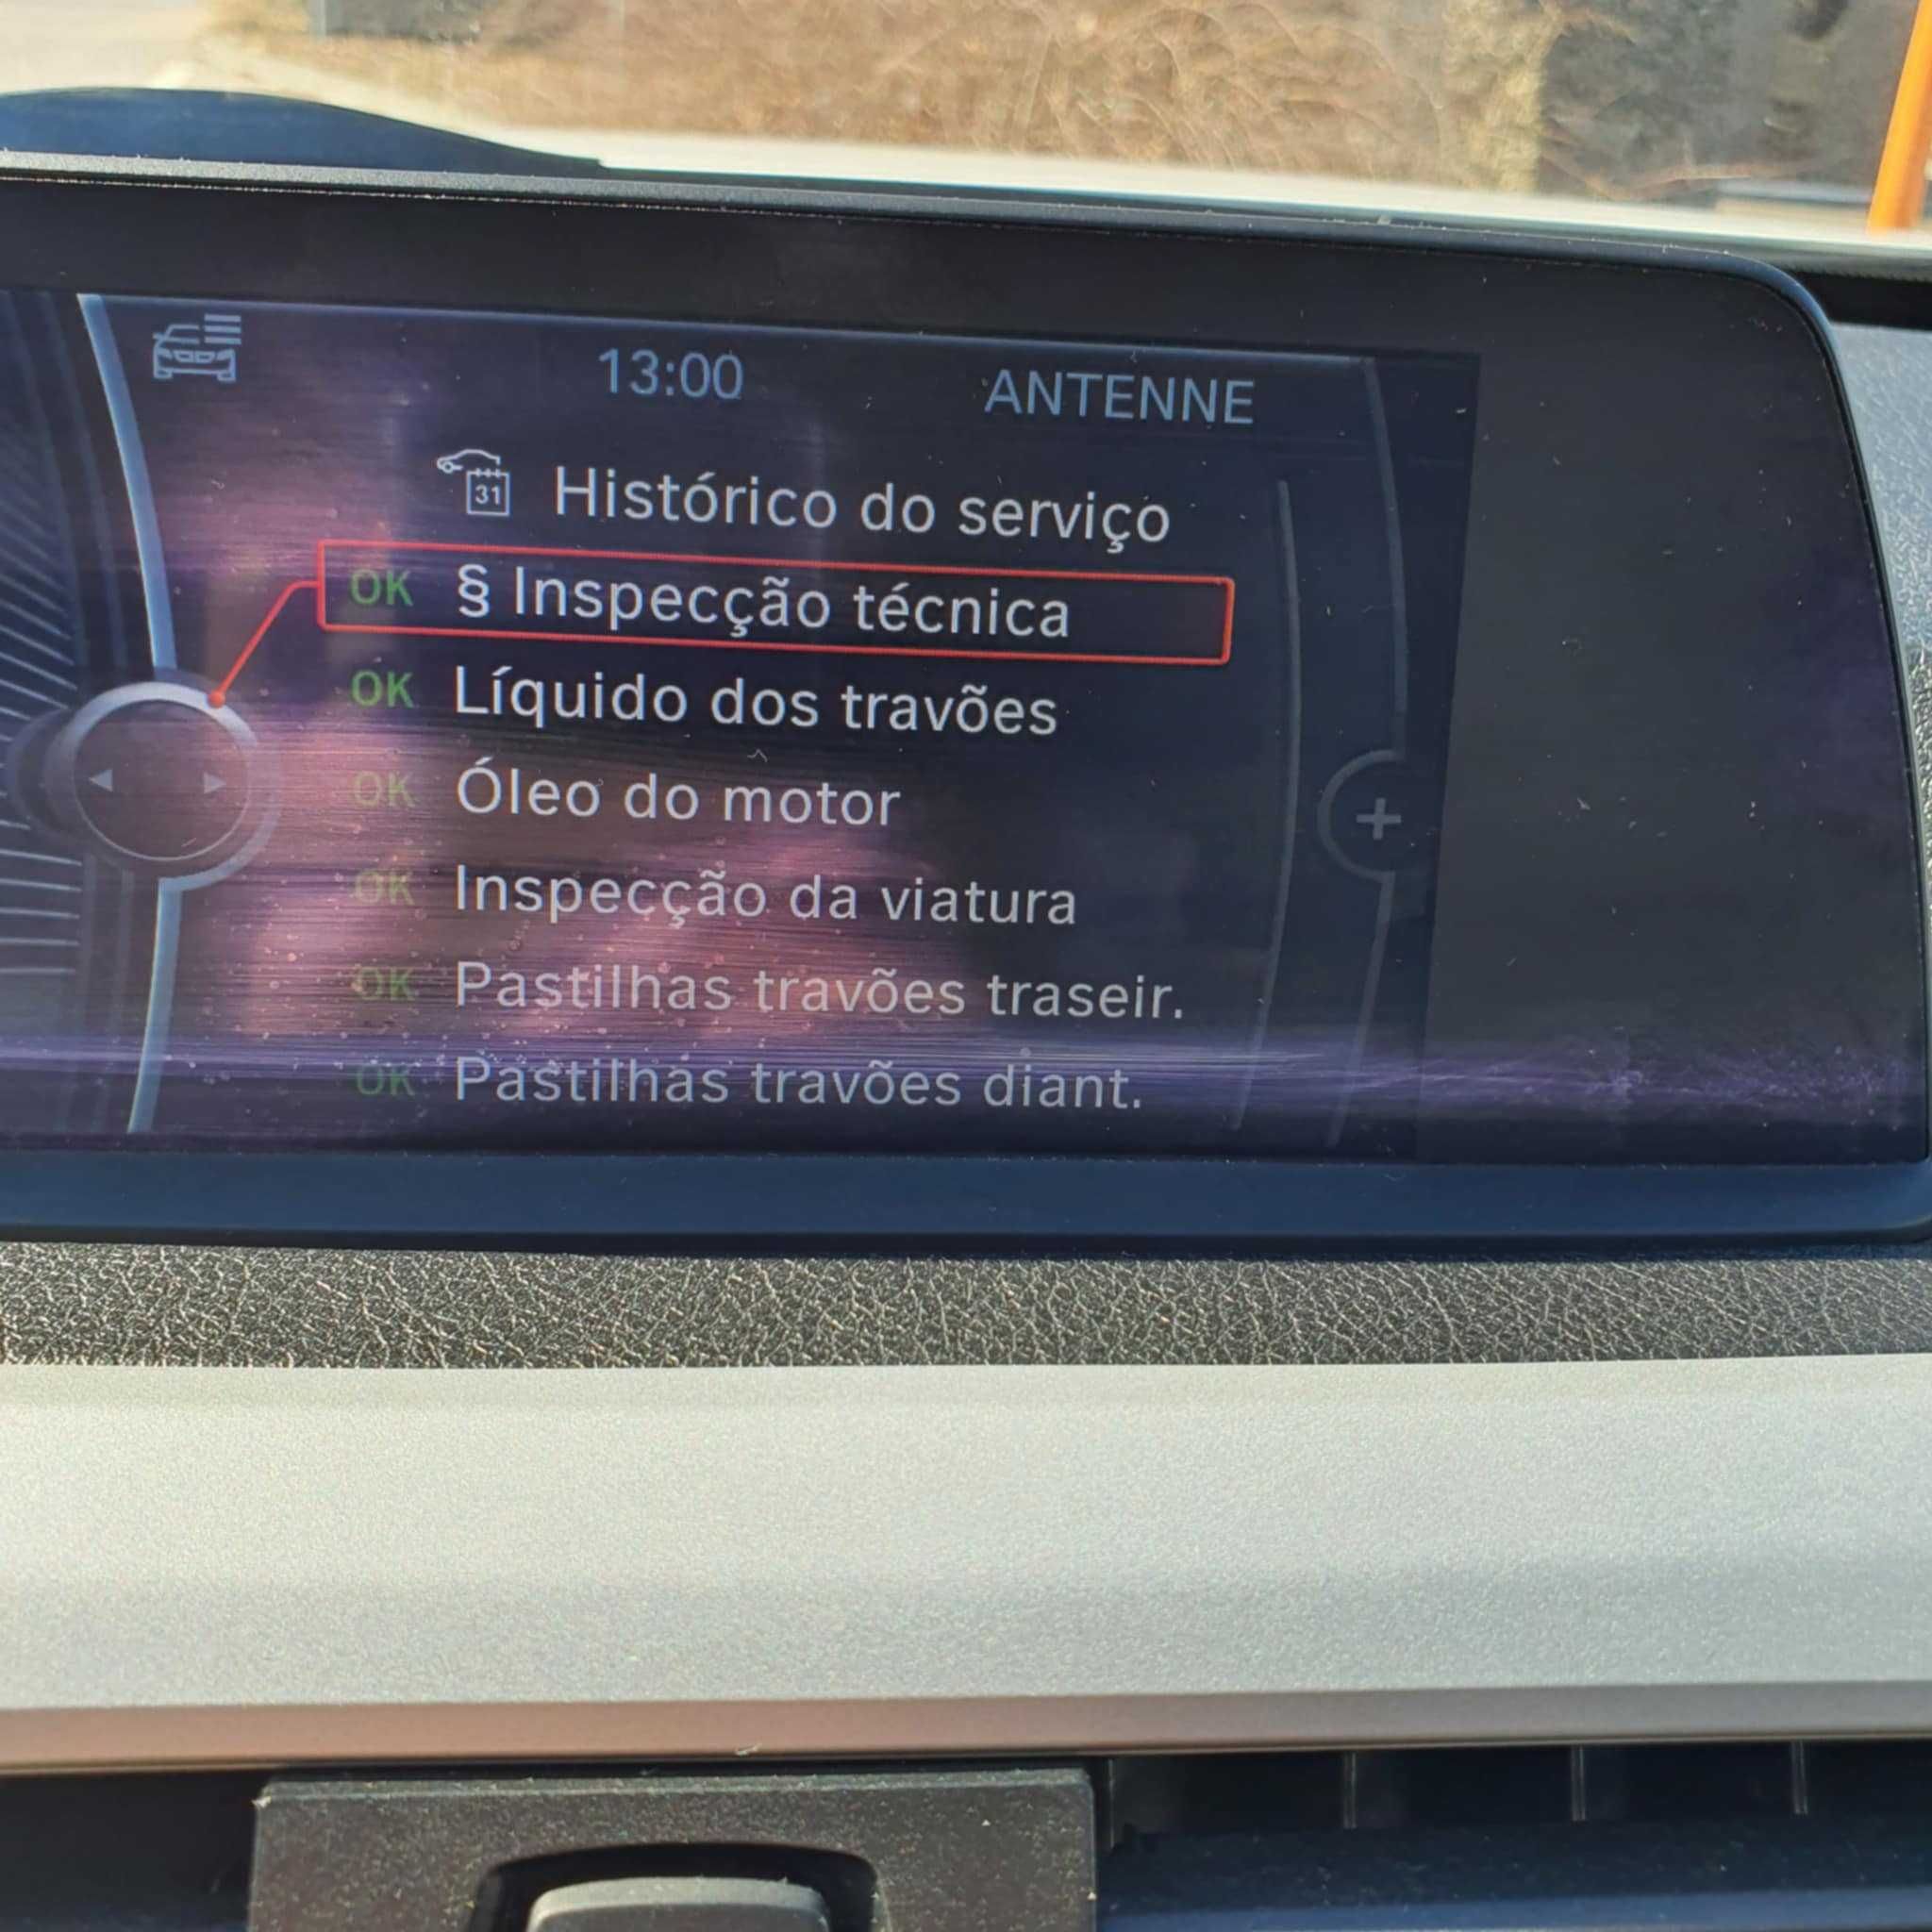 13:00 ANTENNE
31 Histórico do serviço
OK § Inspecção técnica
OK Líquido dos travões
OK Óleo do motor
OK Inspecção da viatura
OK Pastilhas travões traseir.
OK Pastilhas travões diant.